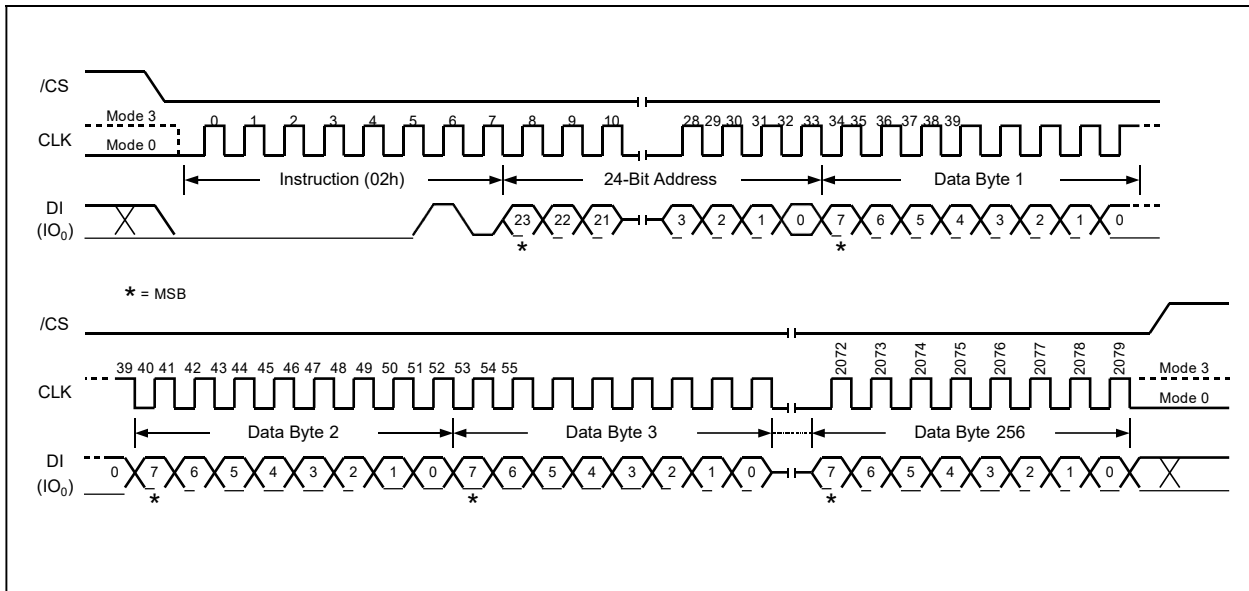 /CS
Mode 3 0 1 2 3 4 5 6 7 8 9 10 28 29 30 31 32 33 34 35 36 37 38 39
CLK
Mode 0
Instruction (02h) 24-Bit Address Data Byte 1
DI
(IO0)
23 22 21 3 2 1 0 7 6 5 4 3 2 1 0
* *
* = MSB
/CS
39 40 41 42 43 44 45 46 47 48 49 50 51 52 53 54 55 2072 2073 2074 2075 2076 2077 2078 2079
Mode 3
CLK
Mode 0
Data Byte 2 Data Byte 3 Data Byte 256
DI
(IO0)
0 7 6 5 4 3 2 1 0 7 6 5 4 3 2 1 0 7 6 5 4 3 2 1 0
* * *